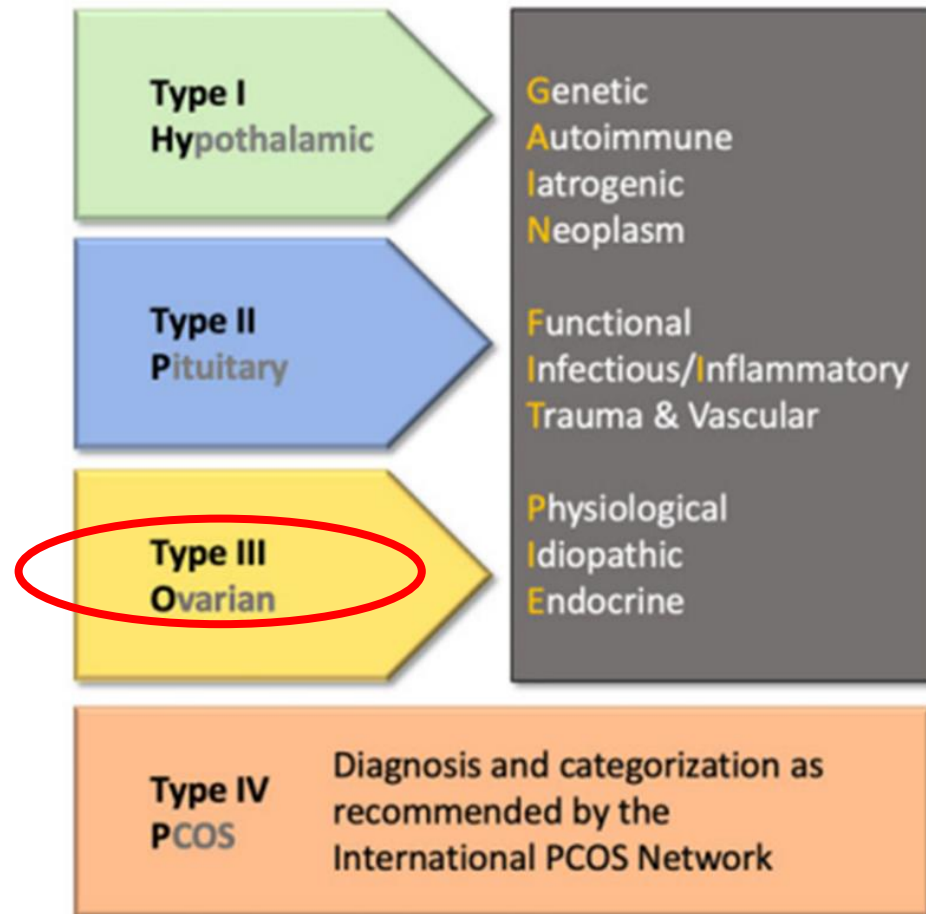 Type I
Hypothalamic
Genetic
Autoimmune
Iatrogenic
Neoplasm
Type II
Pituitary
Functional
Infectious/Inflammatory
Trauma & Vascular
Type III
Ovarian
Physiological
Idiopathic
Endocrine
Type IV
PCOS
Diagnosis and categorization as
recommended by the
International PCOS Network